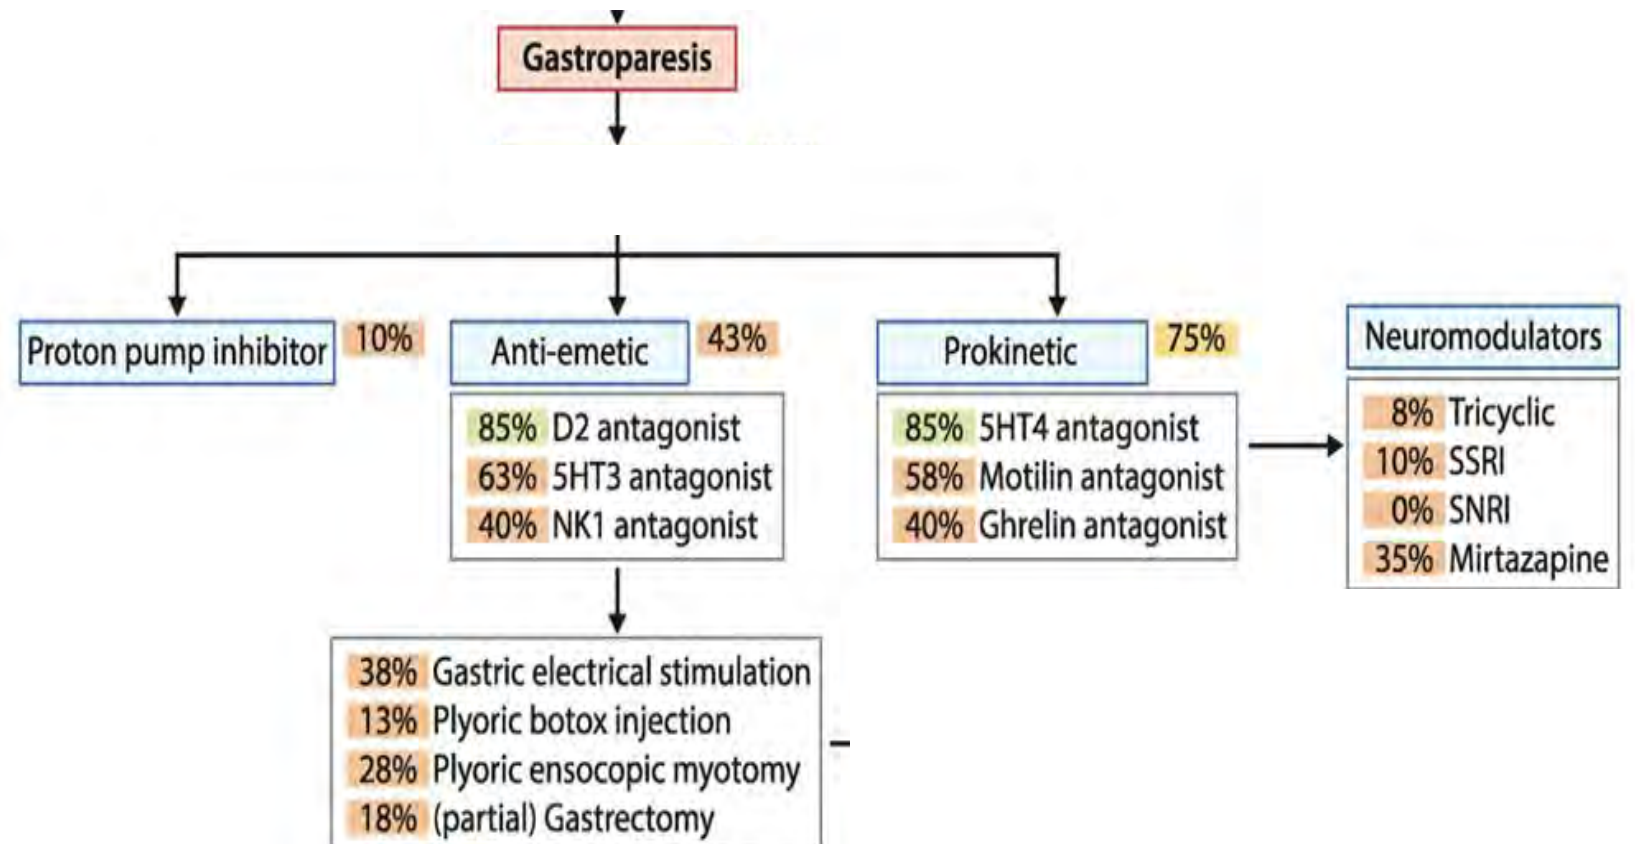 Gastroparesis
Proton pump inhibitor 10%
Anti-emetic 43%
85% D2 antagonist
63% 5HT3 antagonist
40% NK1 antagonist
Prokinetic 75%
85% 5HT4 antagonist
58% Motilin antagonist
40% Ghrelin antagonist
Neuromodulators
8% Tricyclic
10% SSRI
0% SNRI
35% Mirtazapine
38% Gastric electrical stimulation
13% Plyoric botox injection
28% Plyoric ensocopic myotomy
18% (partial) Gastrectomy